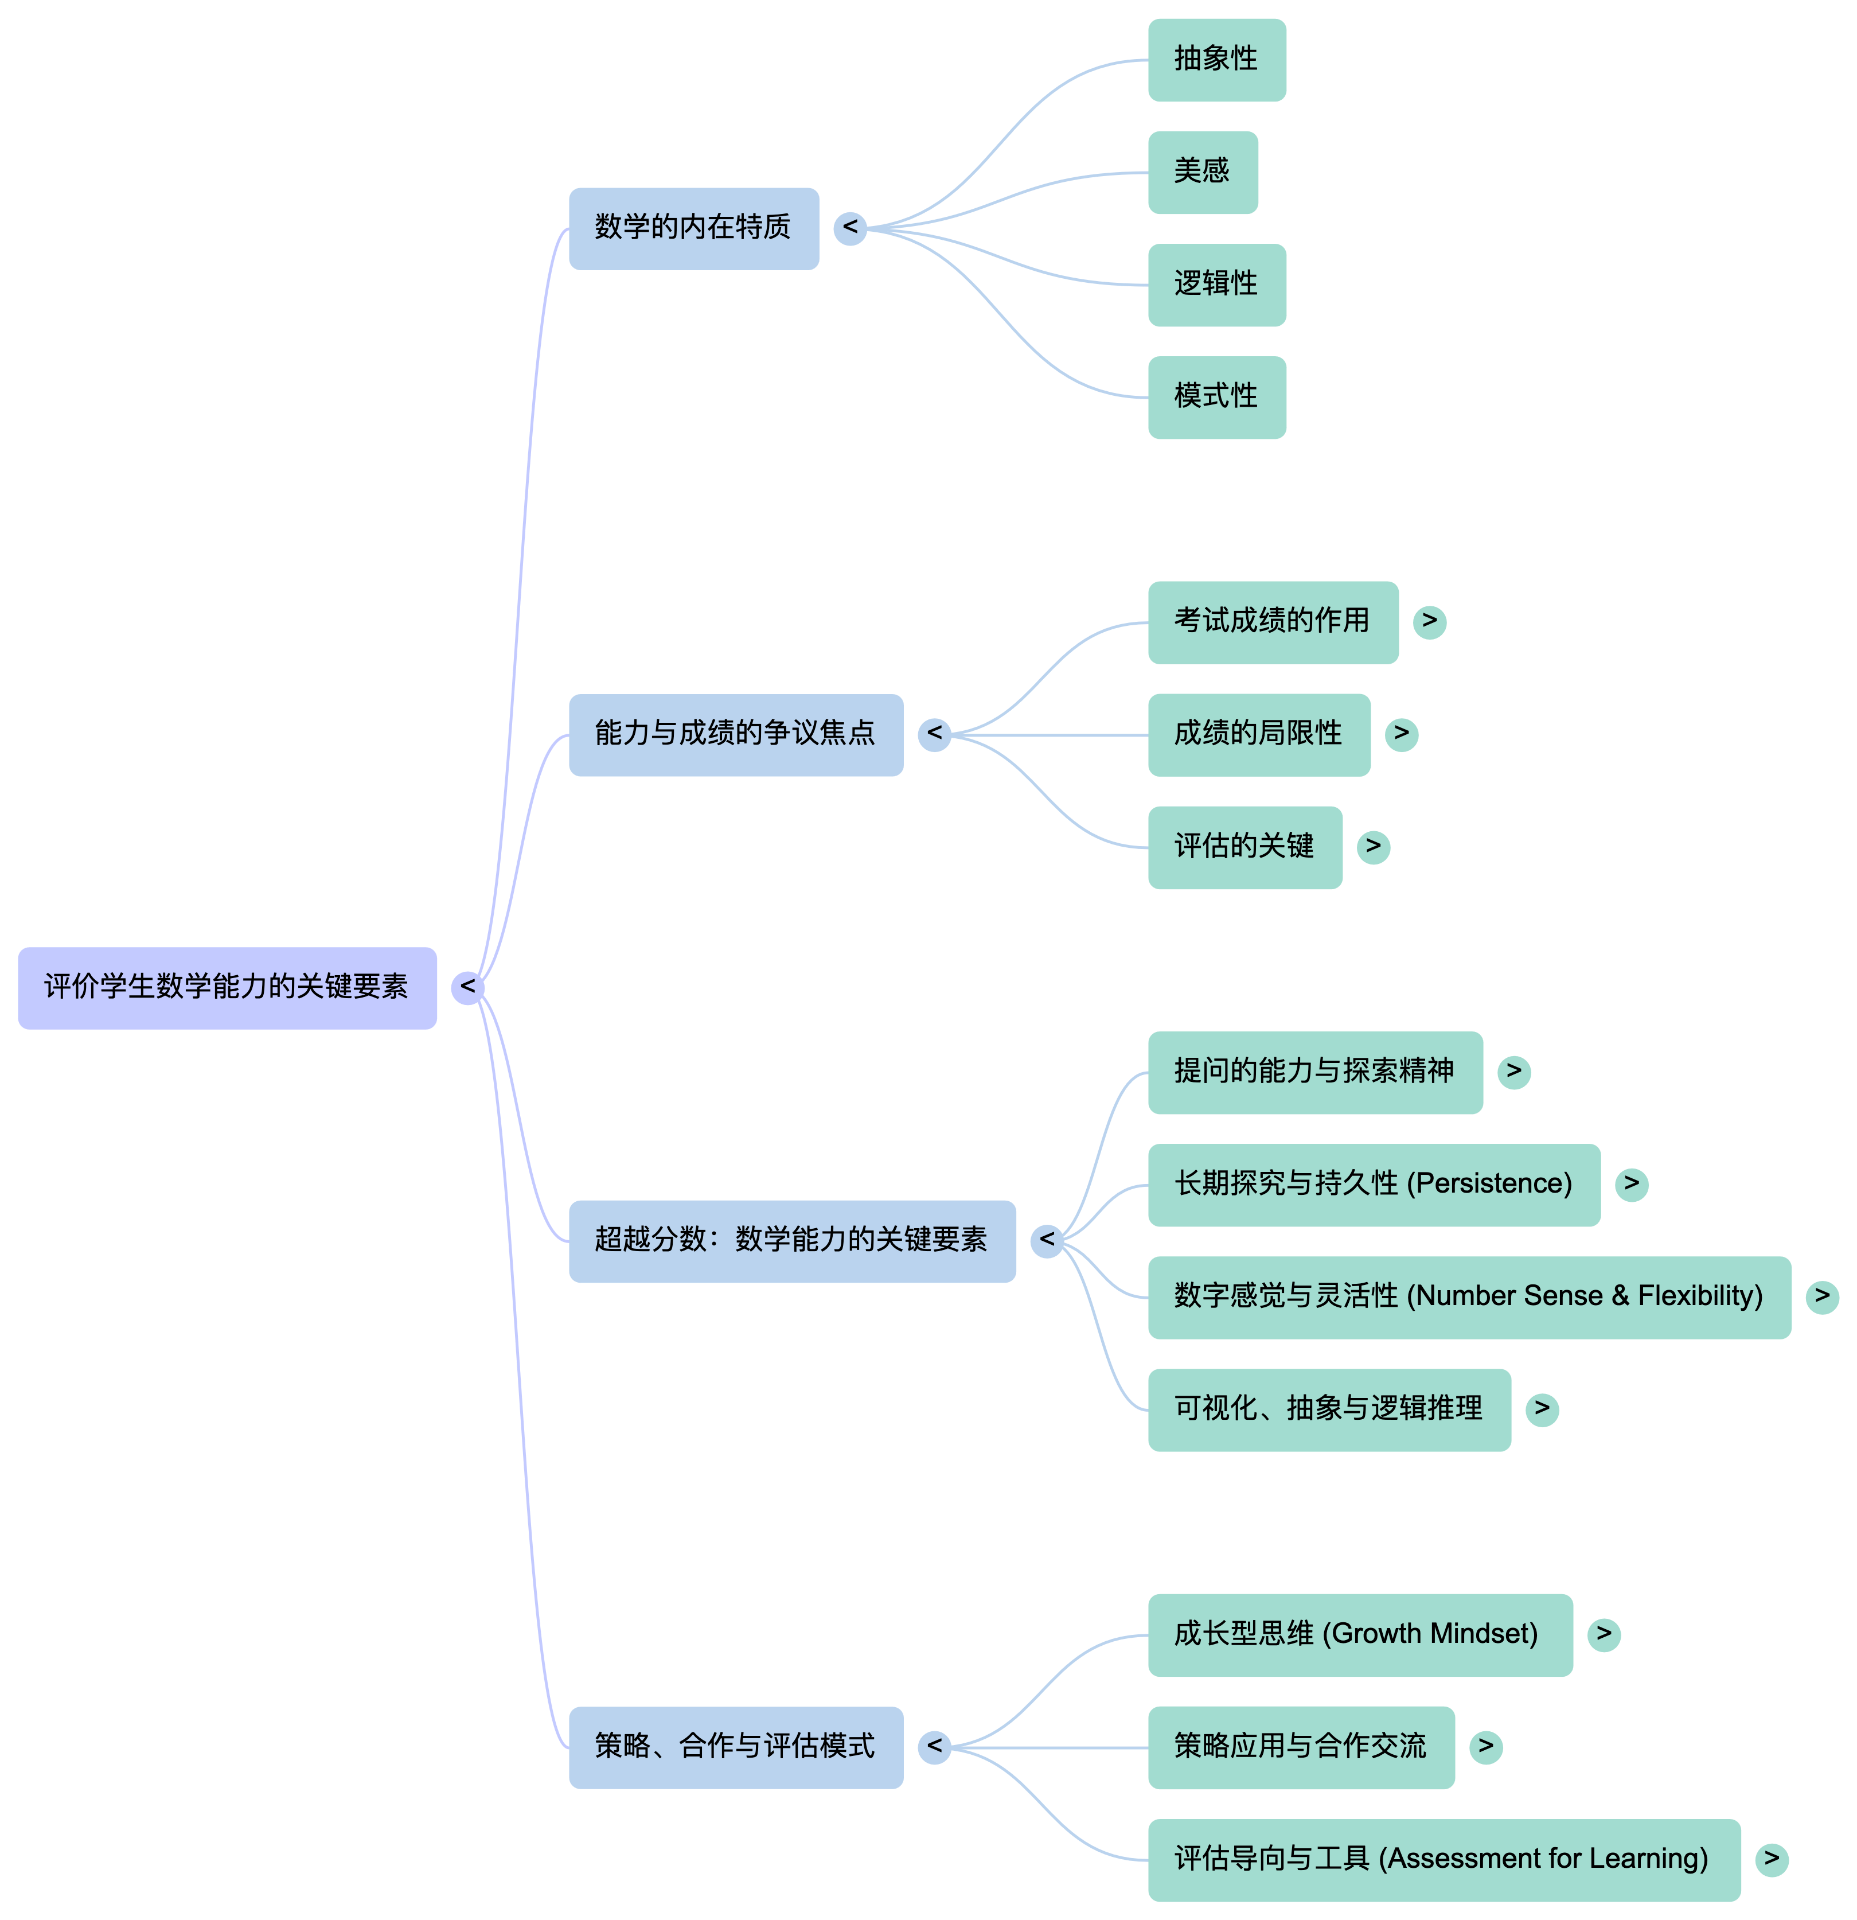 评价学生数学能力的关键要素
<
数学的内在特质
<
抽象性
美感
逻辑性
模式性
能力与成绩的争议焦点
<
考试成绩的作用
>
成绩的局限性
>
评估的关键
>
超越分数：数学能力的关键要素
<
提问的能力与探索精神
>
长期探究与持久性 (Persistence)
>
数字感觉与灵活性 (Number Sense & Flexibility)
>
可视化、抽象与逻辑推理
>
策略、合作与评估模式
<
成长型思维 (Growth Mindset)
>
策略应用与合作交流
>
评估导向与工具 (Assessment for Learning)
>